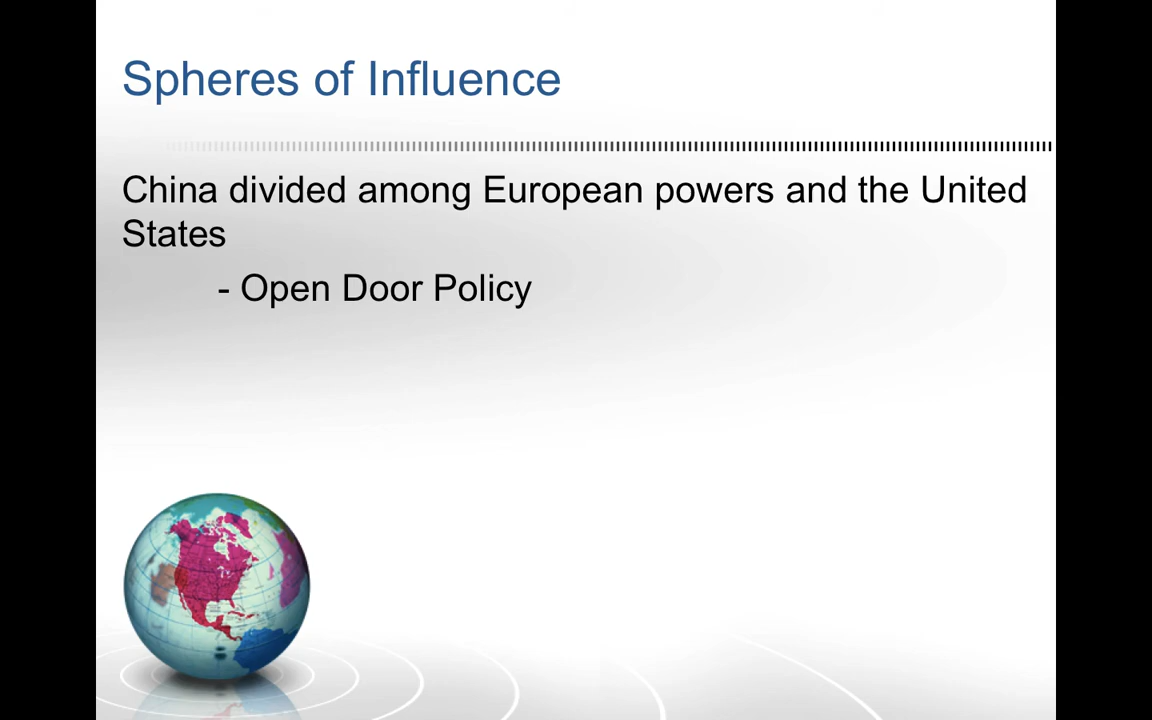 Spheres of Influence
China divided among European powers and the United
States
- Open Door Policy